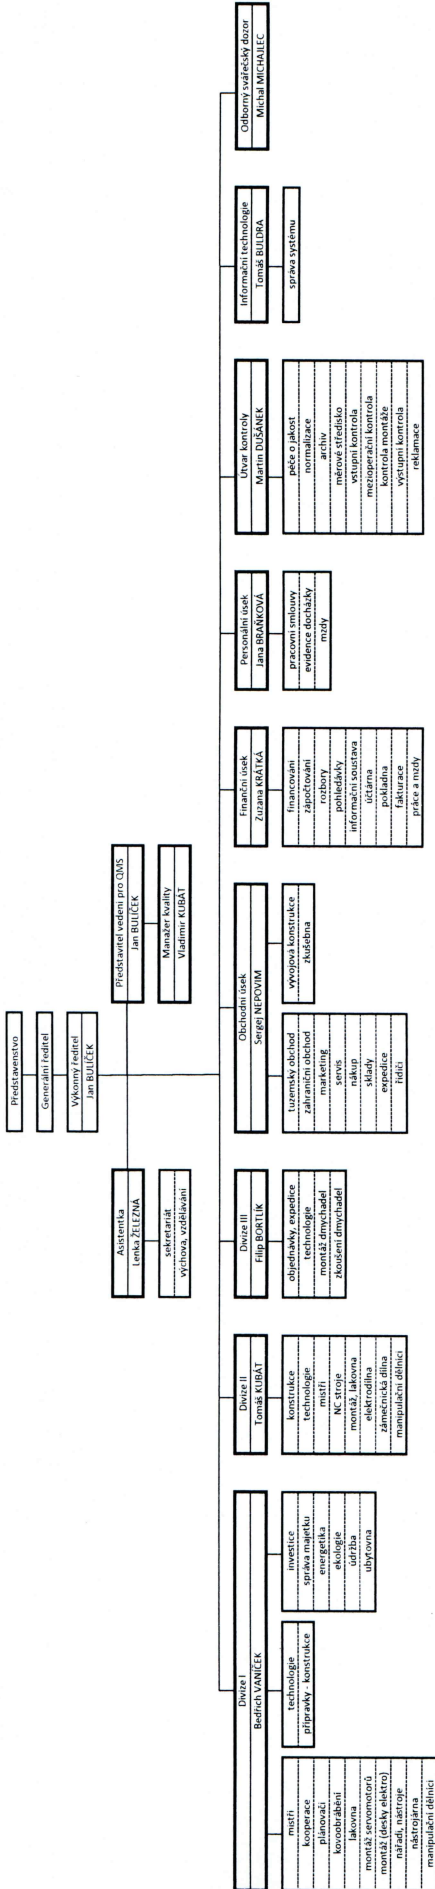 Představenstvo
Generální ředitel
Výkonný ředitel
Jan BULÍČEK
Asistentka
Lenka ŽELEZNÁ
sekretariát
výchova, vzdělávání
Představitel vedení pro QMS
Jan BULÍČEK
Manažer kvality
Vladimír KUBÁT
Divize I
Bedřich VANÍČEK
mistři
kooperace
plánovači
kovoobrábění
lakovna
montáž servomotorů
montáž (desky elektro)
nářadí, nástroje
nástrojárna
manipulační dělníci
technologie
přípravky - konstrukce
investice
správa majetku
energetika
ekologie
údržba
ubytovna
Divize II
Tomáš KUBÁT
konstrukce
technologie
mistři
NC stroje
montáž, lakovna
elektrodílna
zámečnická dílna
manipulační dělníci
Divize III
Filip BORTLÍK
objednávky, expedice
technologie
montáž dmychadel
zkoušení dmychadel
Obchodní úsek
Sergej NEPOVIM
tuzemský obchod
zahraniční obchod
marketing
servis
nákup
sklady
expedice
řidiči
vývojová konstrukce
zkušebna
Finanční úsek
Zuzana KRÁTKÁ
financování
zápočtování
rozbory
pohledávky
informační soustava
účtárna
pokladna
fakturace
práce a mzdy
Personální úsek
Jana BRAŇKOVÁ
pracovní smlouvy
evidence docházky
mzdy
Útvar kontroly
Martin DUŠÁNEK
péče o jakost
normalizace
archiv
měrové středisko
vstupní kontrola
mezioperační kontrola
kontrola montáže
výstupní kontrola
reklamace
Informační technologie
Tomáš BULDRA
správa systému
Odborný svářečský dozor
Michal MICHAJLEC